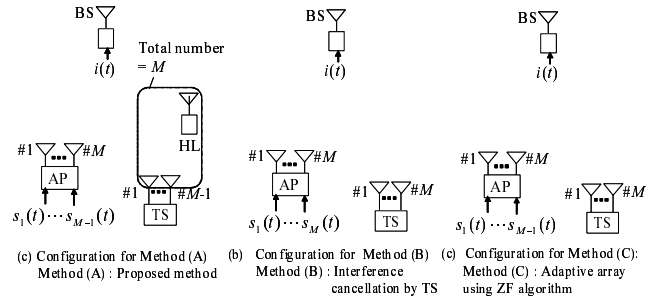 BS
i(t)
Total number
= M
HL
#1 #M
AP
#1 #M-1
TS
s1(t)···sM−1(t)
(c) Configuration for Method (A)
Method (A) : Proposed method
BS
i(t)
#1 #M
AP
#1 #M
TS
s1(t)···sM(t)
(b) Configuration for Method (B)
Method (B) : Interference
cancellation by TS
BS
i(t)
#1 #M
AP
#1 #M
TS
s1(t)···sM−1(t)
(c) Configuration for Method (C):
Method (C) : Adaptive array
using ZF algorithm